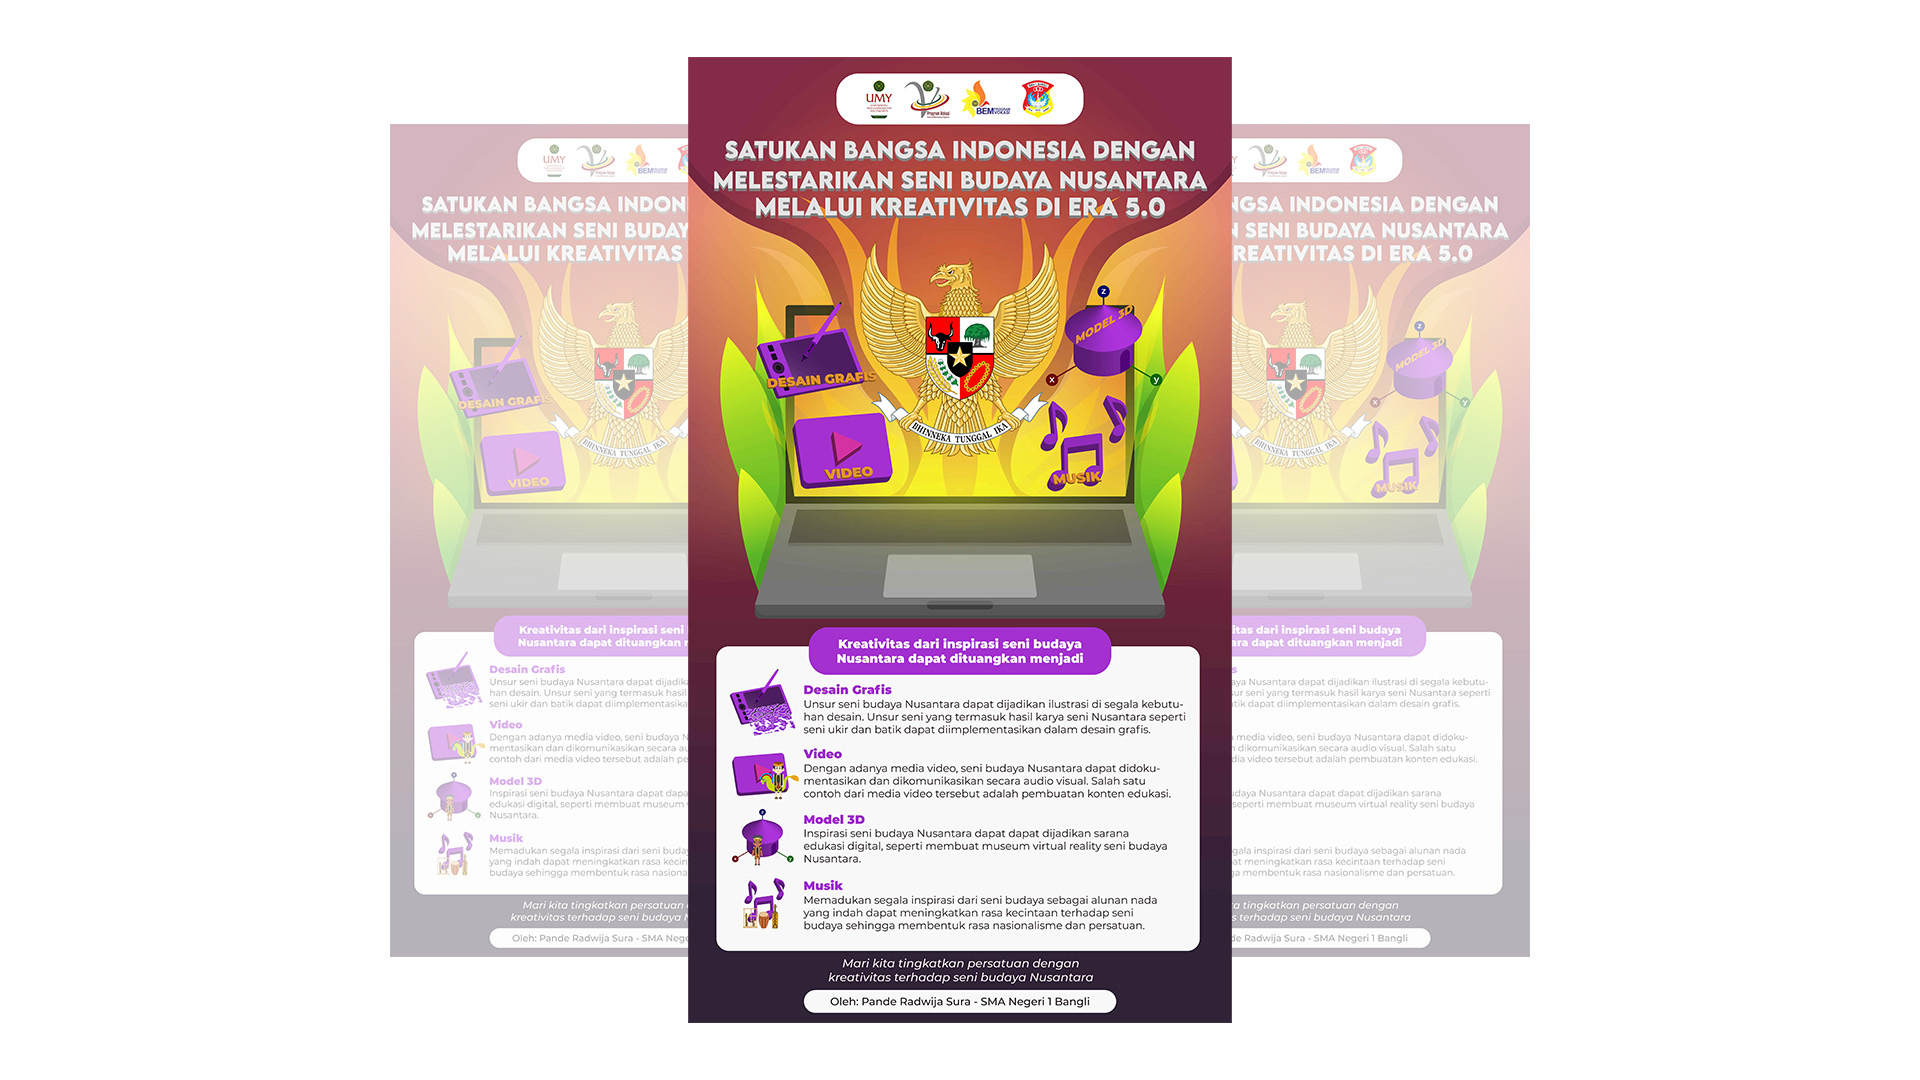 UMY
Program Vokasi
BEM PROGRAM VOKASI
SATUKAN BANGSA INDONESIA DENGAN
MELESTARIKAN SENI BUDAYA NUSANTARA
MELALUI KREATIVITAS DI ERA 5.0
z
MODEL 3D
x
y
DESAIN GRAFIS
BHINNEKA TUNGGAL IKA
VIDEO
MUSIK
Kreativitas dari inspirasi seni budaya
Nusantara dapat dituangkan menjadi
Desain Grafis
Unsur seni budaya Nusantara dapat dijadikan ilustrasi di segala kebutu-
han desain. Unsur seni yang termasuk hasil karya seni Nusantara seperti
seni ukir dan batik dapat diimplementasikan dalam desain grafis.
Video
Dengan adanya media video, seni budaya Nusantara dapat didoku-
mentasikan dan dikomunikasikan secara audio visual. Salah satu
contoh dari media video tersebut adalah pembuatan konten edukasi.
Model 3D
Inspirasi seni budaya Nusantara dapat dapat dijadikan sarana
edukasi digital, seperti membuat museum virtual reality seni budaya
Nusantara.
Musik
Memadukan segala inspirasi dari seni budaya sebagai alunan nada
yang indah dapat meningkatkan rasa kecintaan terhadap seni
budaya sehingga membentuk rasa nasionalisme dan persatuan.
Mari kita tingkatkan persatuan dengan
kreativitas terhadap seni budaya Nusantara
Oleh: Pande Radwija Sura - SMA Negeri 1 Bangli